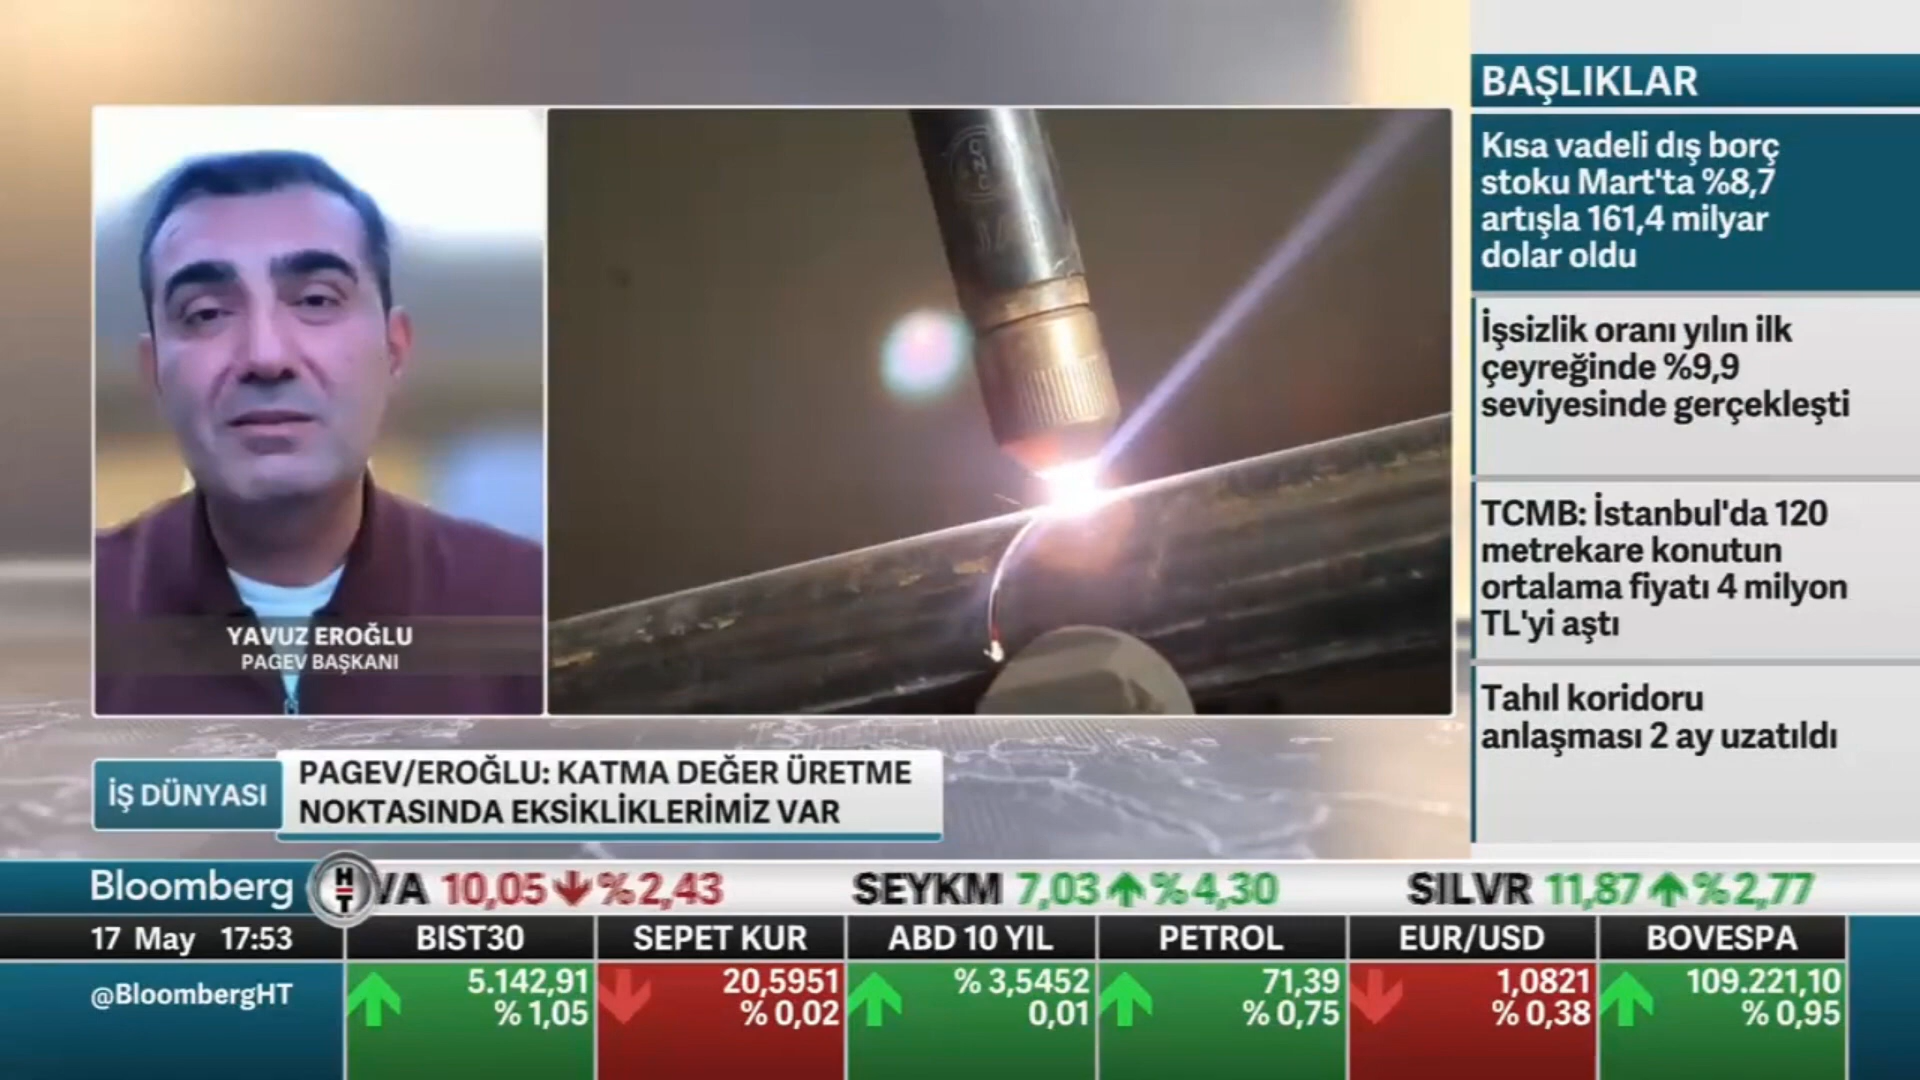 BAŞLIKLAR
Kısa vadeli dış borç
stoku Mart'ta %8,7
artışla 161,4 milyar
dolar oldu
İşsizlik oranı yılın ilk
çeyreğinde %9,9
seviyesinde gerçekleşti
TCMB: İstanbul'da 120
metrekare konutun
ortalama fiyatı 4 milyon
TL'yi aştı
Tahıl koridoru
anlaşması 2 ay uzatıldı
YAVUZ EROĞLU
PAGEV BAŞKANI
İŞ DÜNYASI
PAGEV/EROĞLU: KATMA DEĞER ÜRETME
NOKTASINDA EKSİKLİKLERİMİZ VAR
Bloomberg HT
VA 10,05 %2,43 SEYKM 7,03 %4,30 SILVR 11,87 %2,77
17 May 17:53
@BloombergHT
BIST30
5.142,91
% 1,05
SEPET KUR
20,5951
% 0,02
ABD 10 YIL
% 3,5452
0,01
PETROL
71,39
% 0,75
EUR/USD
1,0821
% 0,38
BOVESPA
109.221,10
% 0,95